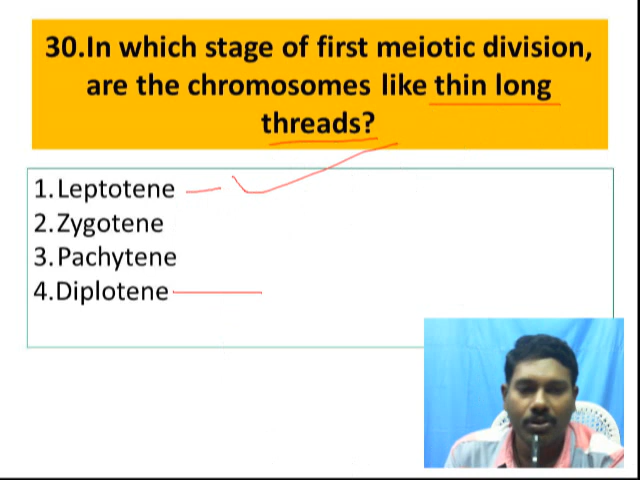 30.In which stage of first meiotic division,
are the chromosomes like thin long
threads?
1.Leptotene
2.Zygotene
3.Pachytene
4.Diplotene